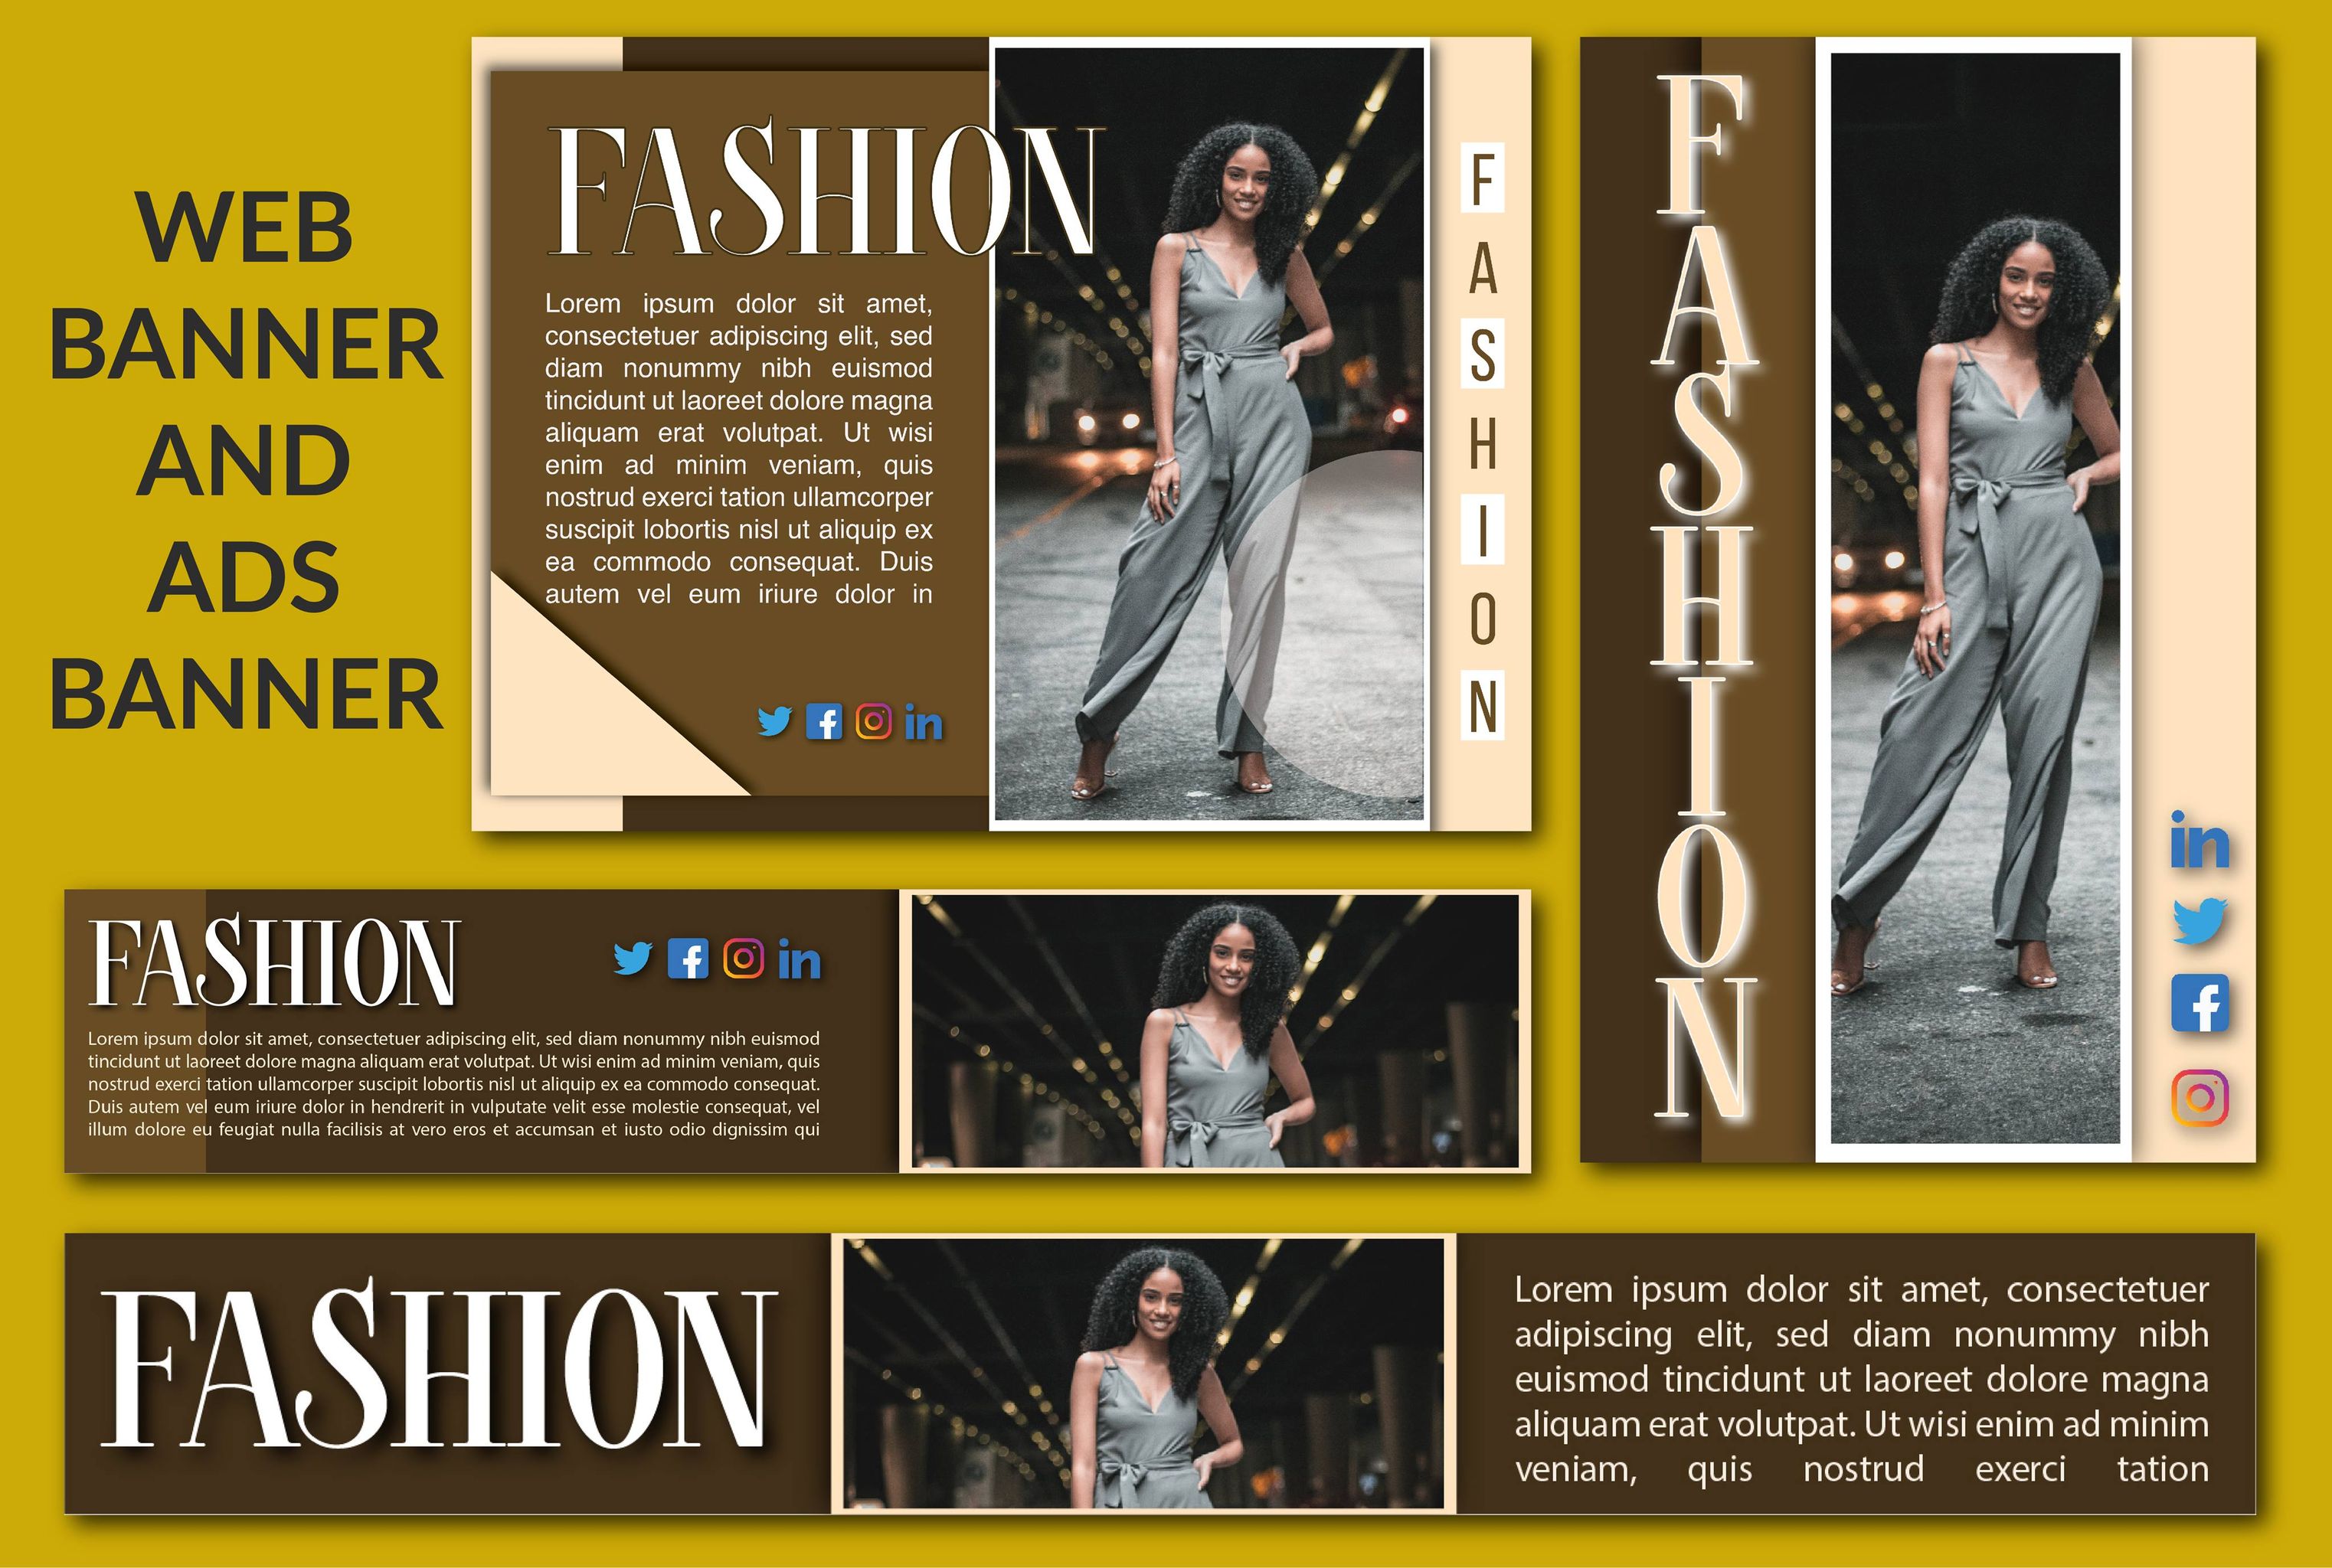 WEB
BANNER
AND
ADS
BANNER
FASHION
Lorem ipsum dolor sit amet,
consectetuer adipiscing elit, sed
diam nonummy nibh euismod
tincidunt ut laoreet dolore magna
aliquam erat volutpat. Ut wisi
enim ad minim veniam, quis
nostrud exerci tation ullamcorper
suscipit lobortis nisl ut aliquip ex
ea commodo consequat. Duis
autem vel eum iriure dolor in
f in
F
A
S
H
I
O
N
F
A
S
H
I
O
N
in
f
FASHION
f in
Lorem ipsum dolor sit amet, consectetuer adipiscing elit, sed diam nonummy nibh euismod
tincidunt ut laoreet dolore magna aliquam erat volutpat. Ut wisi enim ad minim veniam, quis
nostrud exerci tation ullamcorper suscipit lobortis nisl ut aliquip ex ea commodo consequat.
Duis autem vel eum iriure dolor in hendrerit in vulputate velit esse molestie consequat, vel
illum dolore eu feugiat nulla facilisis at vero eros et accumsan et iusto odio dignissim qui
FASHION
Lorem ipsum dolor sit amet, consectetuer
adipiscing elit, sed diam nonummy nibh
euismod tincidunt ut laoreet dolore magna
aliquam erat volutpat. Ut wisi enim ad minim
veniam, quis nostrud exerci tation